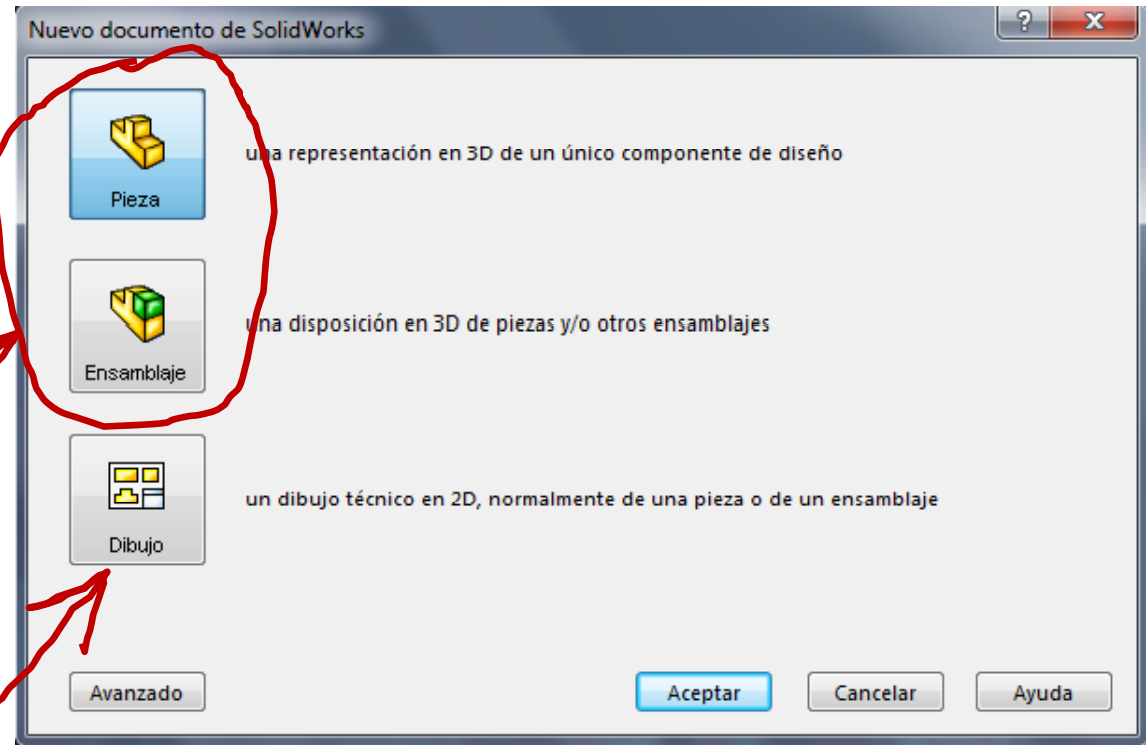 Nuevo documento de SolidWorks
Pieza
una representación en 3D de un único componente de diseño
Ensamblaje
una disposición en 3D de piezas y/o otros ensamblajes
Dibujo
un dibujo técnico en 2D, normalmente de una pieza o de un ensamblaje
Avanzado
Aceptar
Cancelar
Ayuda